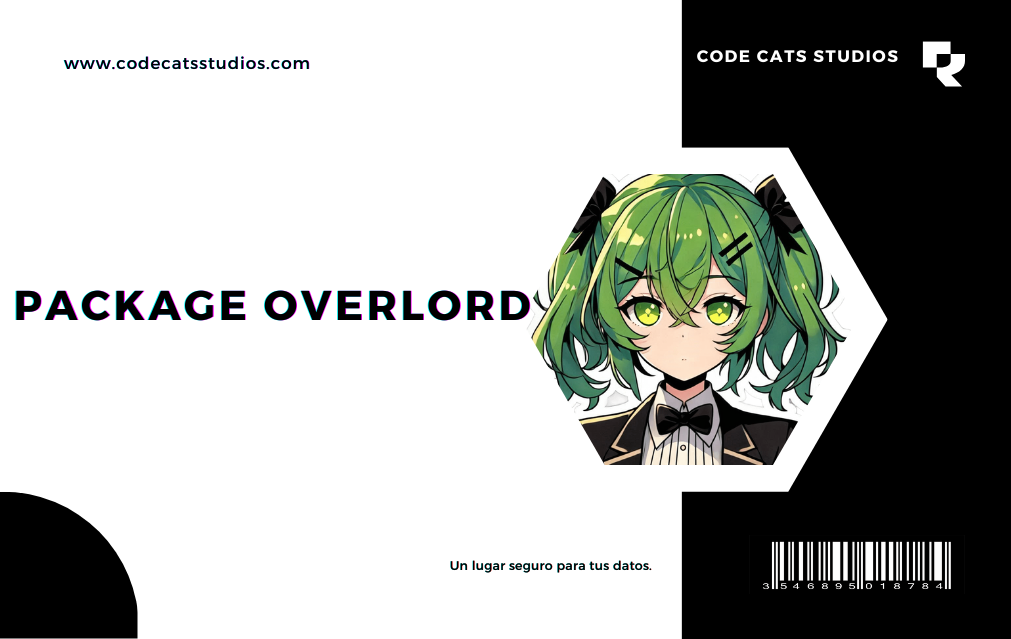 www.codecatsstudios.com
CODE CATS STUDIOS
PACKAGE OVERLORD
Un lugar seguro para tus datos.
3546895018784